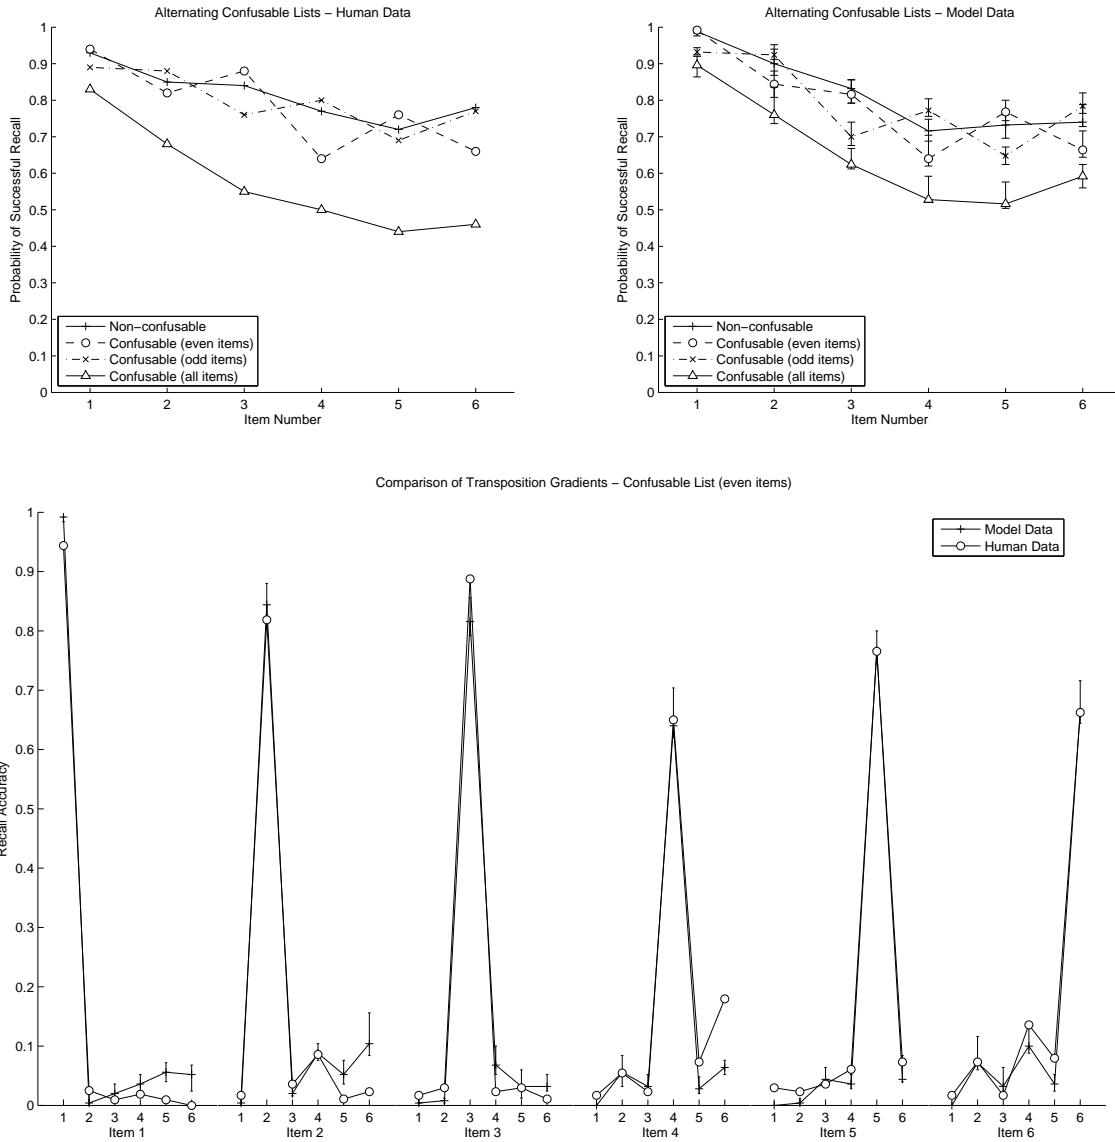 Alternating Confusable Lists − Human Data
1
0.9
0.8
0.7
0.6
0.5
0.4
0.3
0.2
0.1
0
Probability of Successful Recall
Non−confusable
Confusable (even items)
Confusable (odd items)
Confusable (all items)
1 2 3 4 5 6
Item Number
Alternating Confusable Lists − Model Data
1
0.9
0.8
0.7
0.6
0.5
0.4
0.3
0.2
0.1
0
Probability of Successful Recall
Non−confusable
Confusable (even items)
Confusable (odd items)
Confusable (all items)
1 2 3 4 5 6
Item Number
Comparison of Transposition Gradients − Confusable List (even items)
1
0.9
0.8
0.7
0.6
0.5
0.4
0.3
0.2
0.1
0
Recall Accuracy
Model Data
Human Data
1 2 3 4 5 6 1 2 3 4 5 6 1 2 3 4 5 6 1 2 3 4 5 6 1 2 3 4 5 6 1 2 3 4 5 6
Item 1 Item 2 Item 3 Item 4 Item 5 Item 6